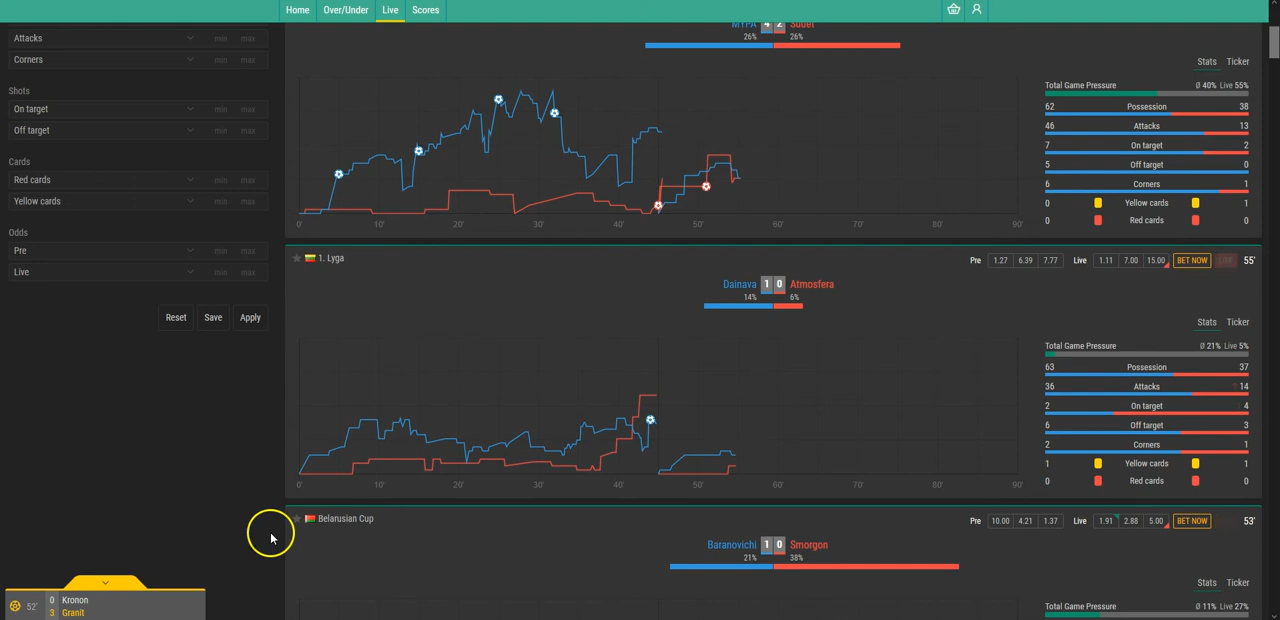 Home Over/Under Live Scores
Attacks min max
Corners min max
Shots
On target min max
Off target min max
Cards
Red cards min max
Yellow cards min max
Odds
Pre min max
Live min max
Reset Save Apply
MYPA 4 2 Sudet
26% 26%
Stats Ticker
Total Game Pressure Ø 40% Live 55%
62 Possession 38
46 Attacks 13
7 On target 2
5 Off target 0
6 Corners 1
0 Yellow cards 1
0 Red cards 0
0' 10' 20' 30' 40' 50' 60' 70' 80' 90'
1. Lyga Pre 1.27 6.39 7.77 Live 1.11 7.00 15.00 BET NOW 55'
Dainava 1 0 Atmosfera
14% 6%
Stats Ticker
Total Game Pressure Ø 21% Live 5%
63 Possession 37
36 Attacks 14
2 On target 4
6 Off target 3
2 Corners 1
1 Yellow cards 1
0 Red cards 0
0' 10' 20' 30' 40' 50' 60' 70' 80' 90'
Belarusian Cup Pre 10.00 4.21 1.37 Live 1.91 2.88 5.00 BET NOW 53'
Baranovichi 1 0 Smorgon
21% 38%
Stats Ticker
Total Game Pressure Ø 11% Live 27%
52' 0 Kronon
3 Granit